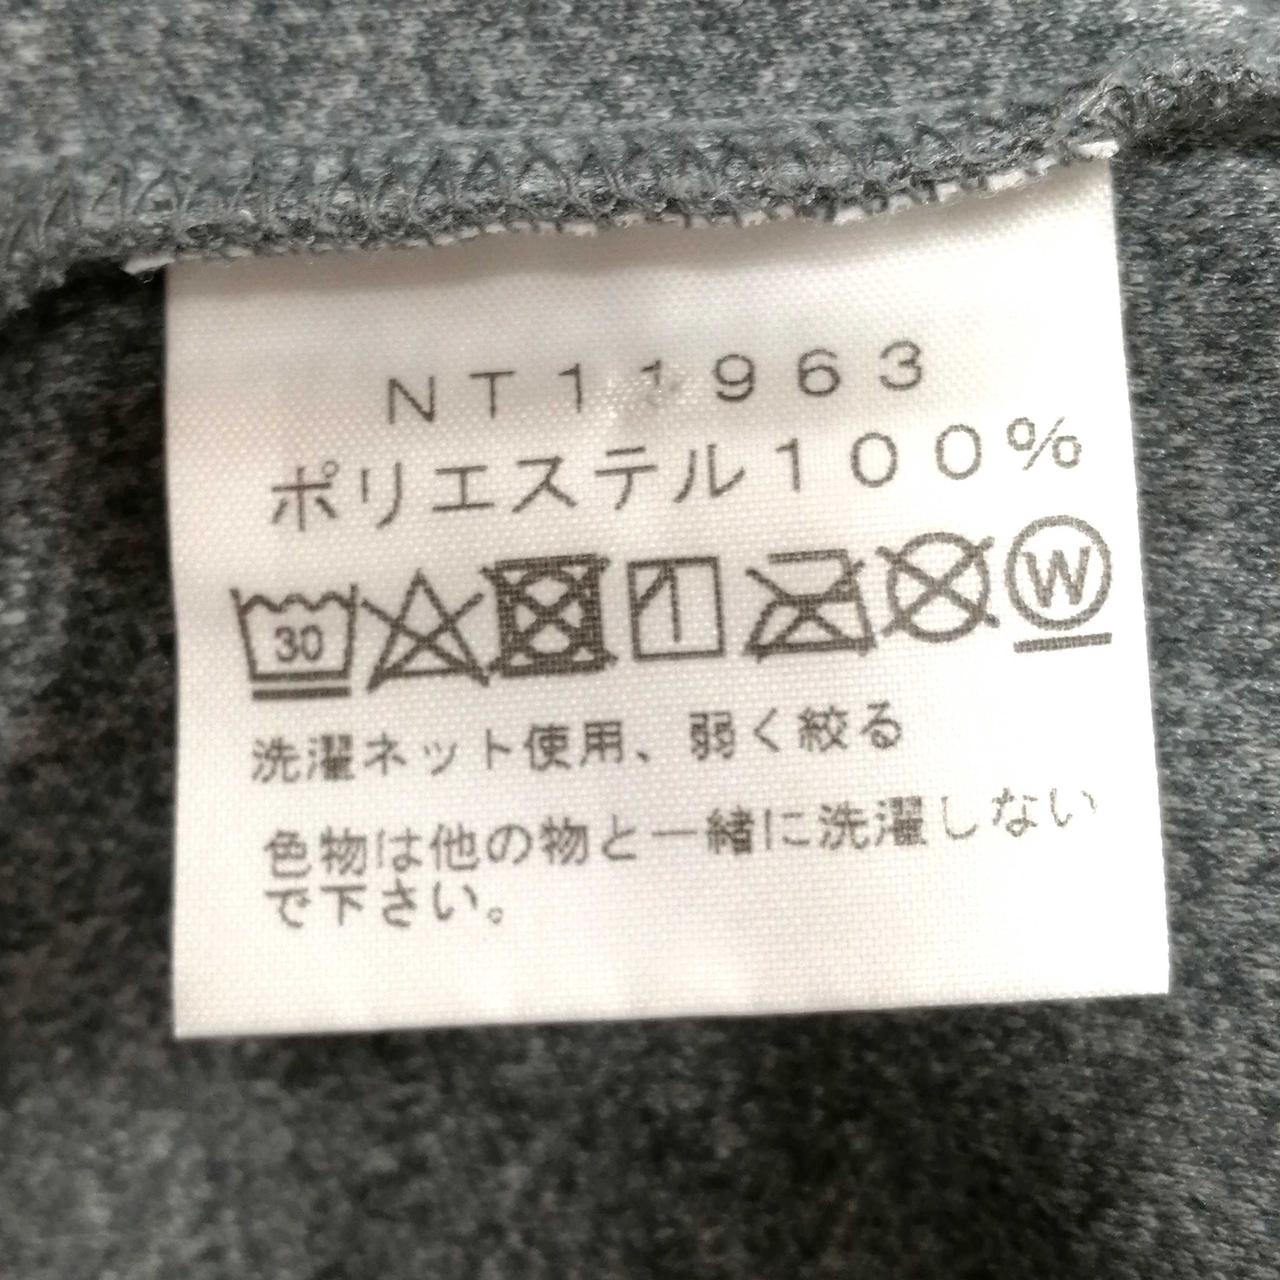 NT11963
ポリエステル100%
30 W
洗濯ネット使用、弱く絞る
色物は他の物と一緒に洗濯しない
で下さい。